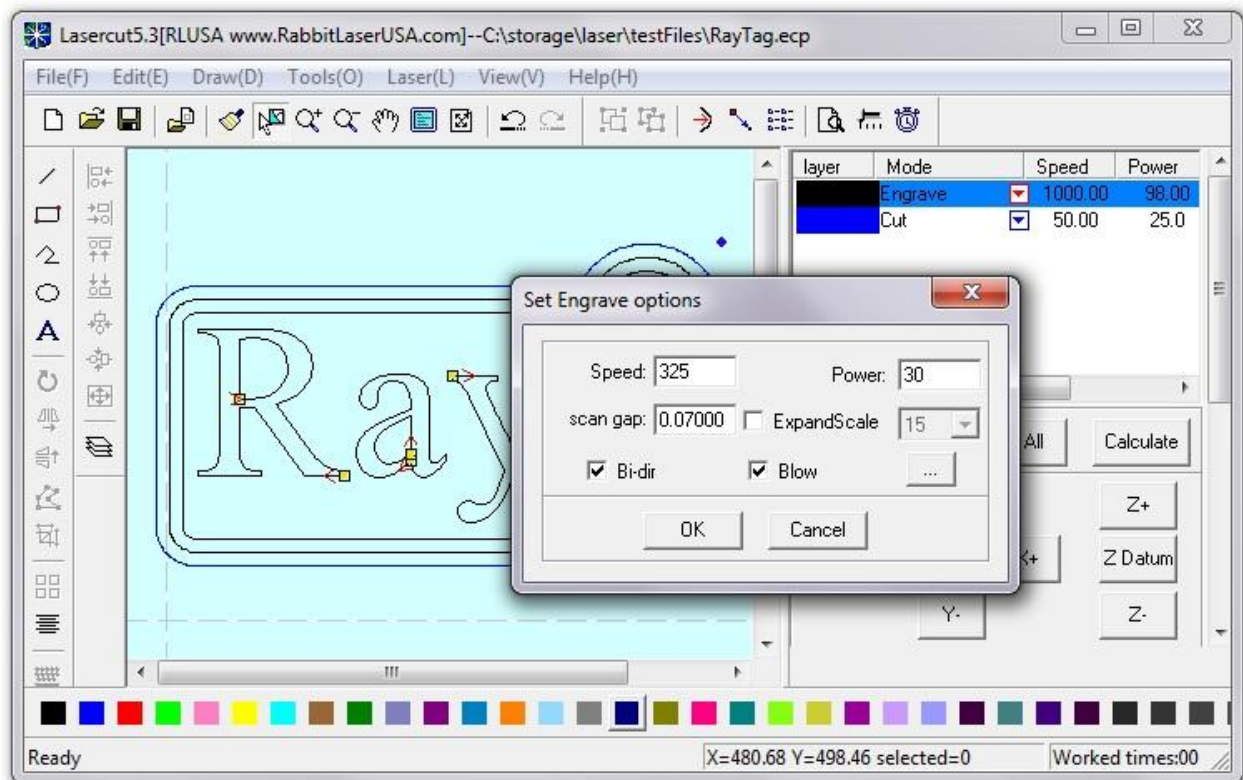 Lasercut5.3[RLUSA www.RabbitLaserUSA.com]--C:\storage\laser\testFiles\RayTag.ecp
File(F) Edit(E) Draw(D) Tools(O) Laser(L) View(V) Help(H)
layer Mode Speed Power
Engrave 1000.00 98.00
Cut 50.00 25.0
A
Ray
Set Engrave options
Speed: 325 Power: 30
scan gap: 0.07000 ExpandScale 15
Bi-dir Blow ...
OK Cancel
All Calculate
Z+
X+ Z Datum
Y- Z-
Ready X=480.68 Y=498.46 selected=0 Worked times:00